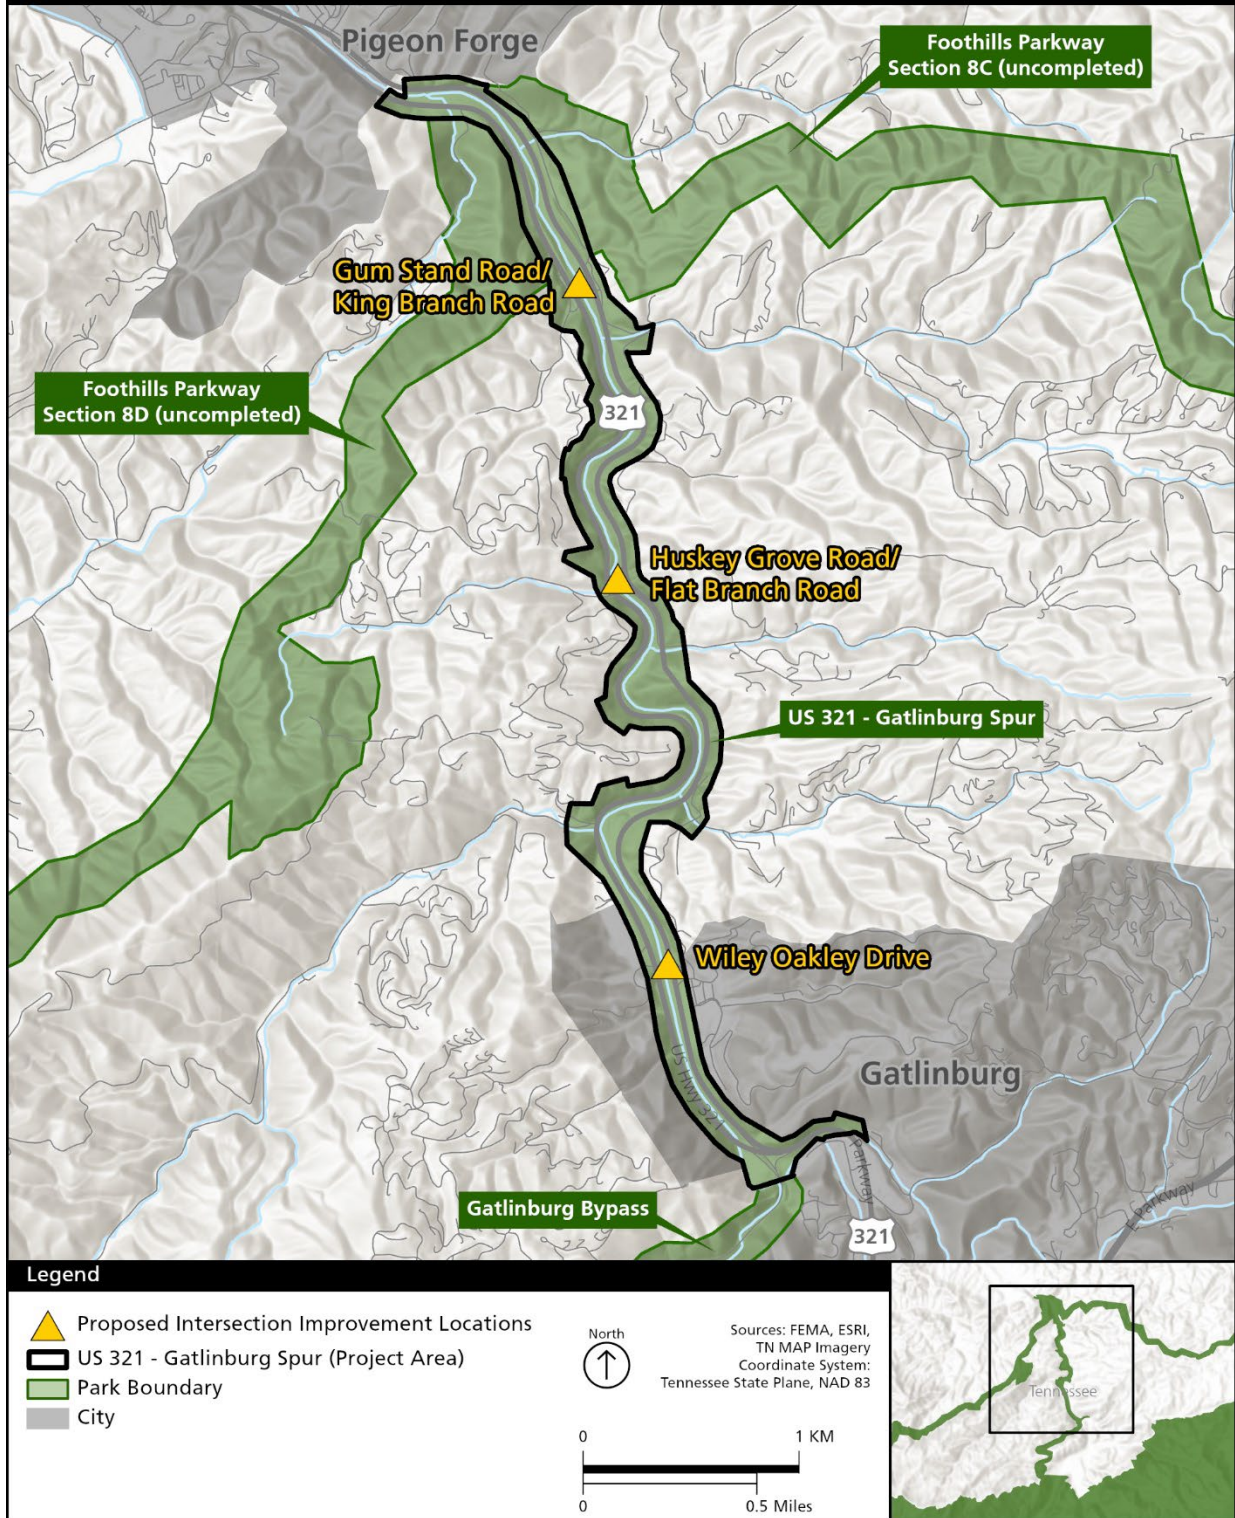 Pigeon Forge
Foothills Parkway
Section 8C (uncompleted)
Gum Stand Road/
King Branch Road
Foothills Parkway
Section 8D (uncompleted)
321
Huskey Grove Road/
Flat Branch Road
US 321 - Gatlinburg Spur
Wiley Oakley Drive
US Hwy 321
Gatlinburg
Parkway
E Parkway
Gatlinburg Bypass
321
Legend
Proposed Intersection Improvement Locations
US 321 - Gatlinburg Spur (Project Area)
Park Boundary
City
North
Sources: FEMA, ESRI,
TN MAP Imagery
Coordinate System:
Tennessee State Plane, NAD 83
0 1 KM
0 0.5 Miles
Tennessee